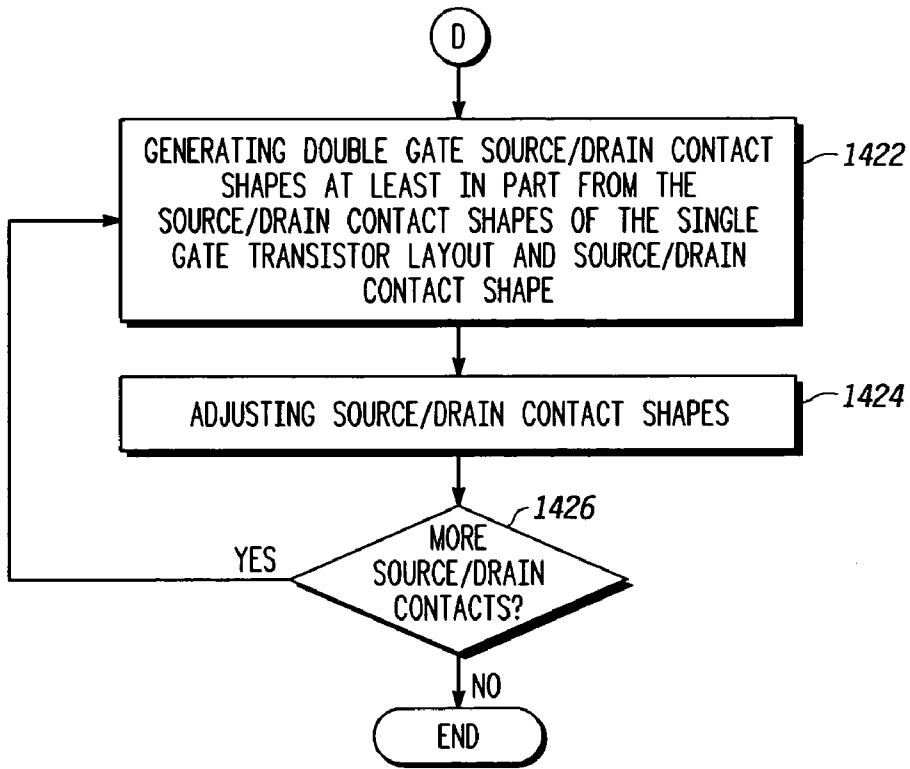 D
GENERATING DOUBLE GATE SOURCE/DRAIN CONTACT
SHAPES AT LEAST IN PART FROM THE
SOURCE/DRAIN CONTACT SHAPES OF THE SINGLE
GATE TRANSISTOR LAYOUT AND SOURCE/DRAIN
CONTACT SHAPE
1422
ADJUSTING SOURCE/DRAIN CONTACT SHAPES
1424
1426
MORE
SOURCE/DRAIN
CONTACTS?
YES
NO
END